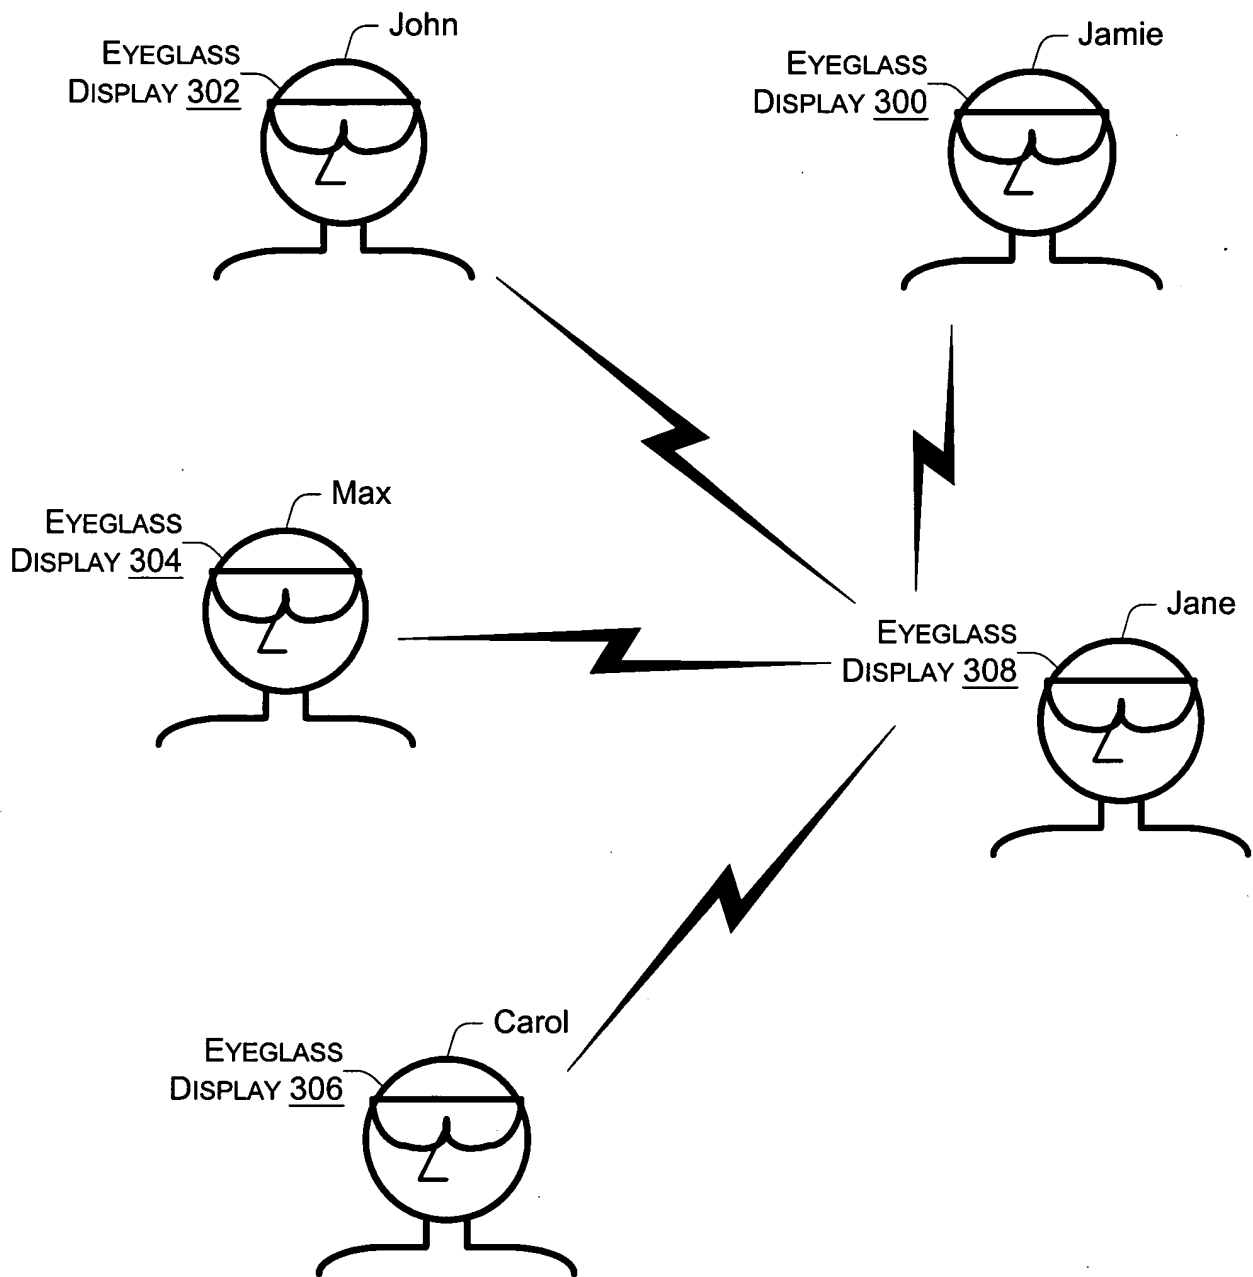 John
EYEGLASS
DISPLAY 302
Jamie
EYEGLASS
DISPLAY 300
Max
EYEGLASS
DISPLAY 304
Jane
EYEGLASS
DISPLAY 308
Carol
EYEGLASS
DISPLAY 306